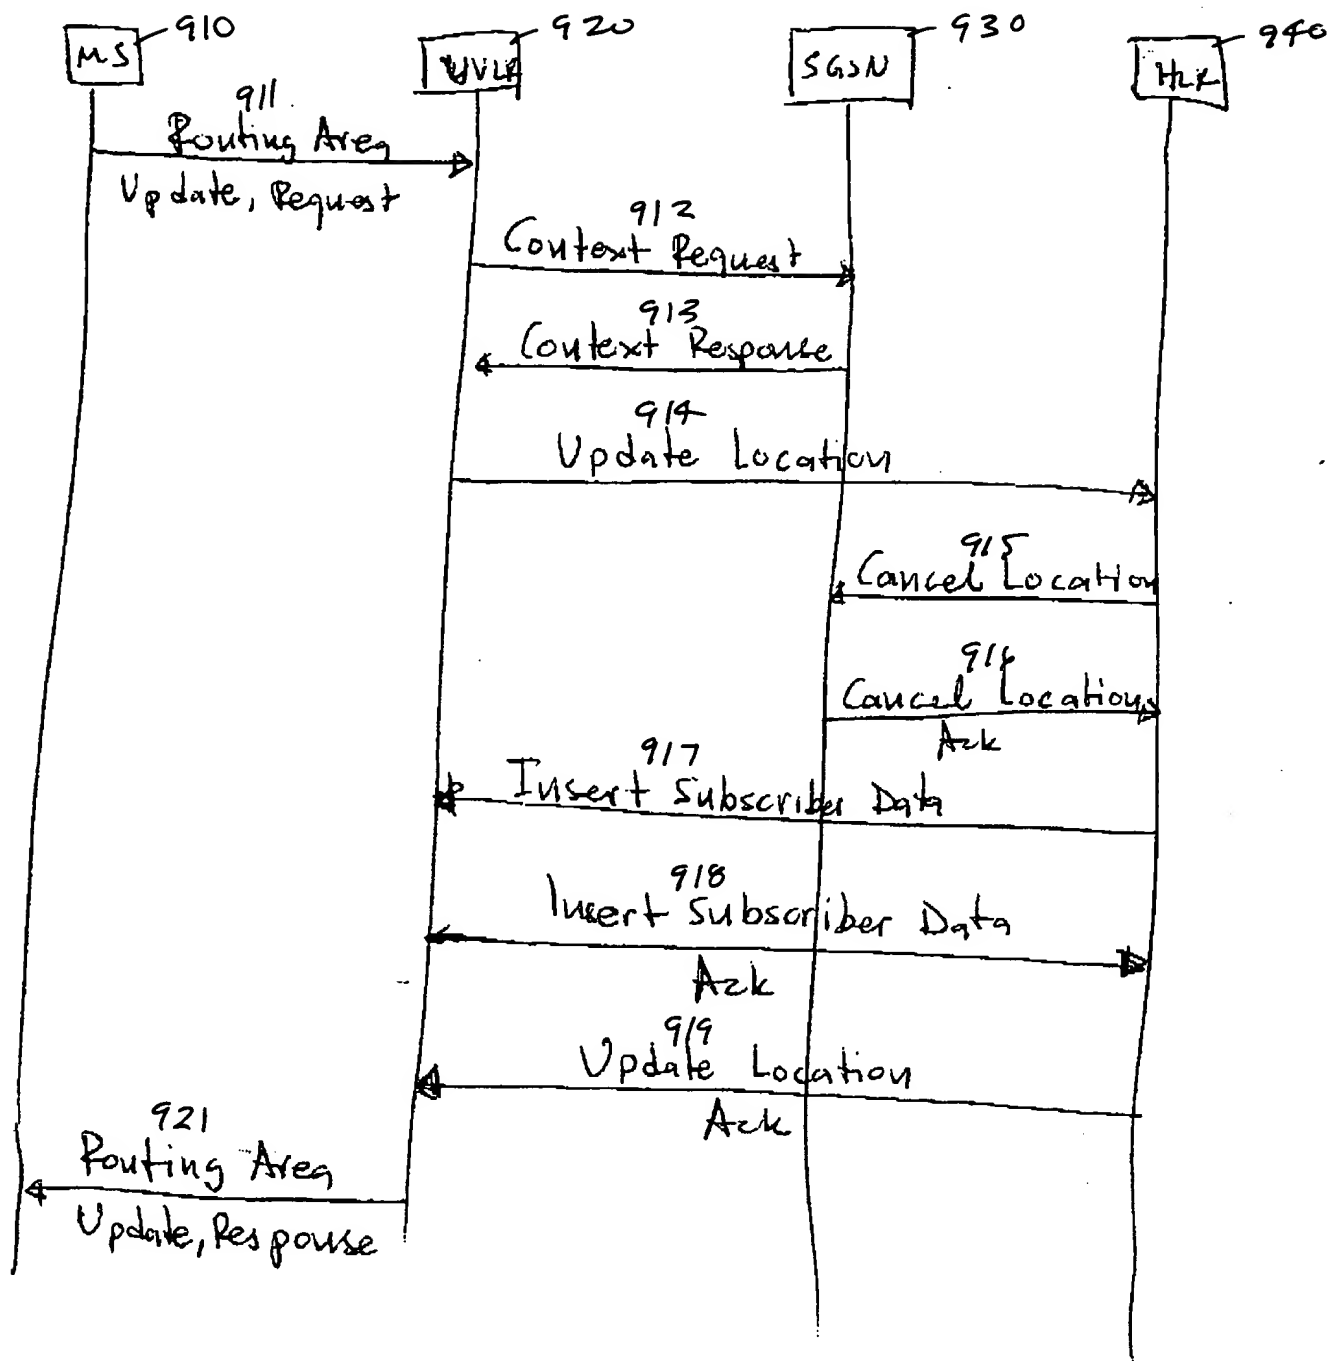 MS
910
UVLR
920
SGSN
930
HLR
940
911
Routing Area
Update, Request
912
Context Request
913
Context Response
914
Update Location
915
Cancel Location
916
Cancel Location
Ack
917
Insert Subscriber Data
918
Insert Subscriber Data
Ack
919
Update Location
Ack
921
Routing Area
Update, Response